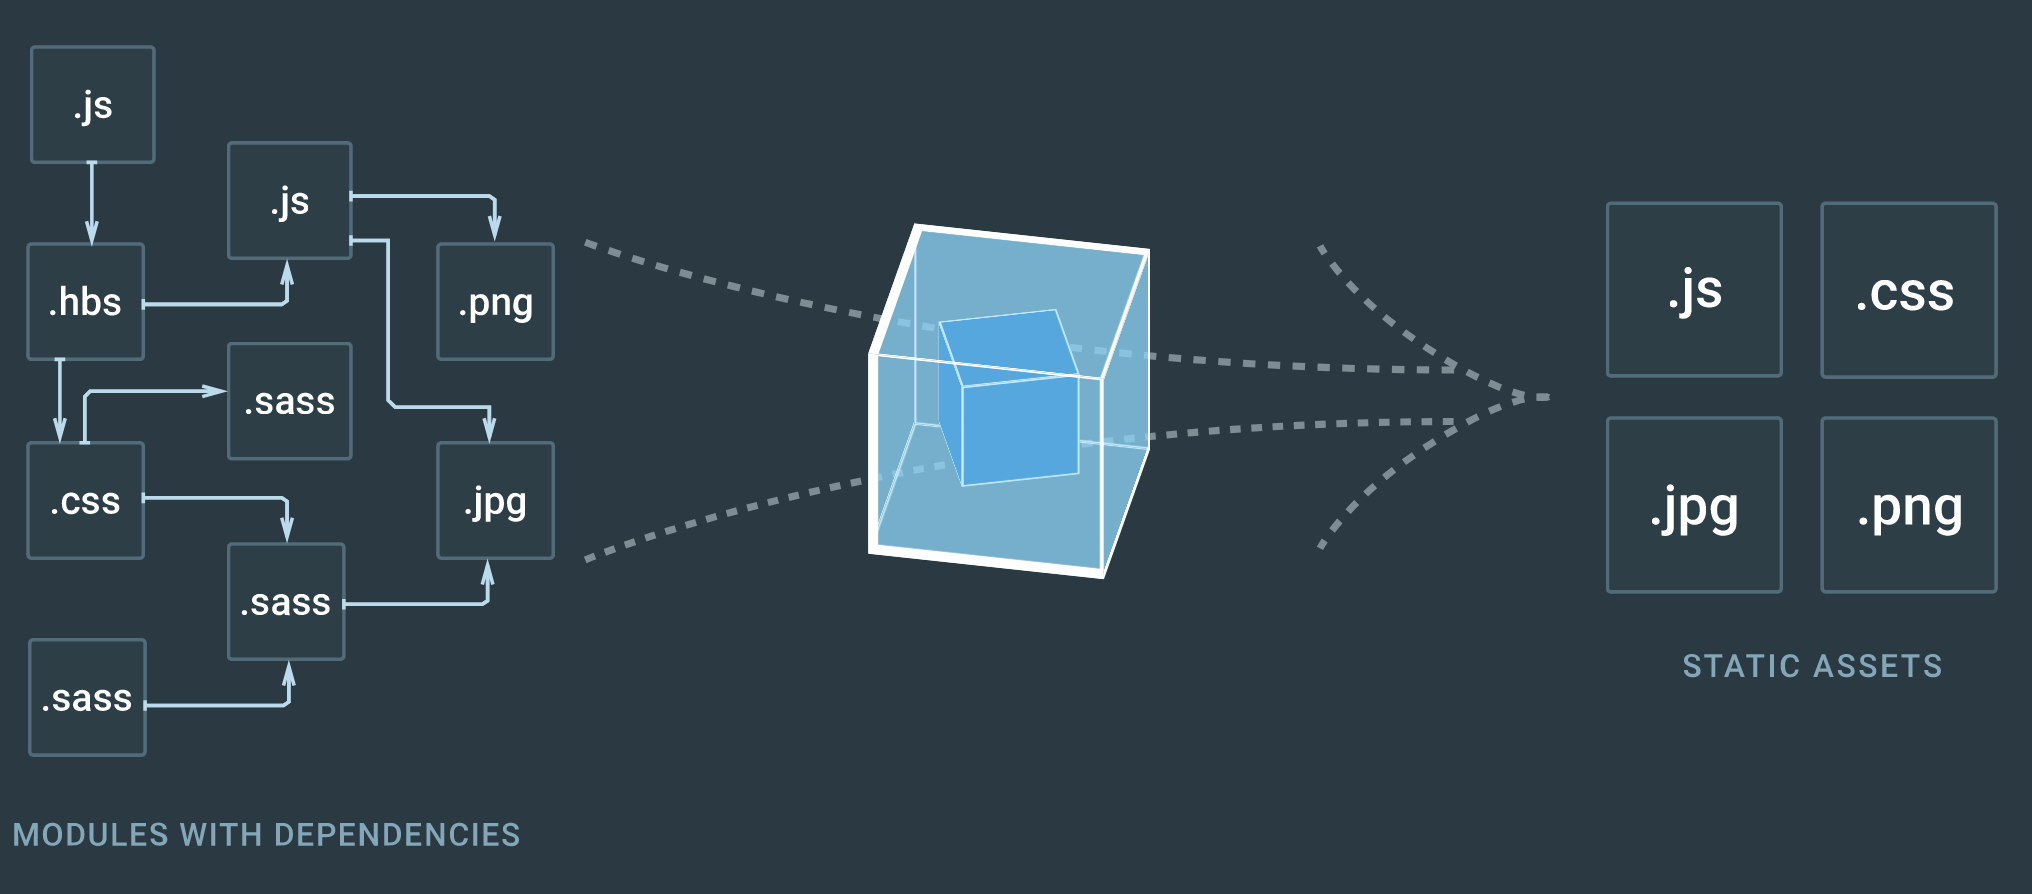 .js
.js
.hbs
.png
.sass
.css
.jpg
.sass
.sass
MODULES WITH DEPENDENCIES
.js
.css
.jpg
.png
STATIC ASSETS